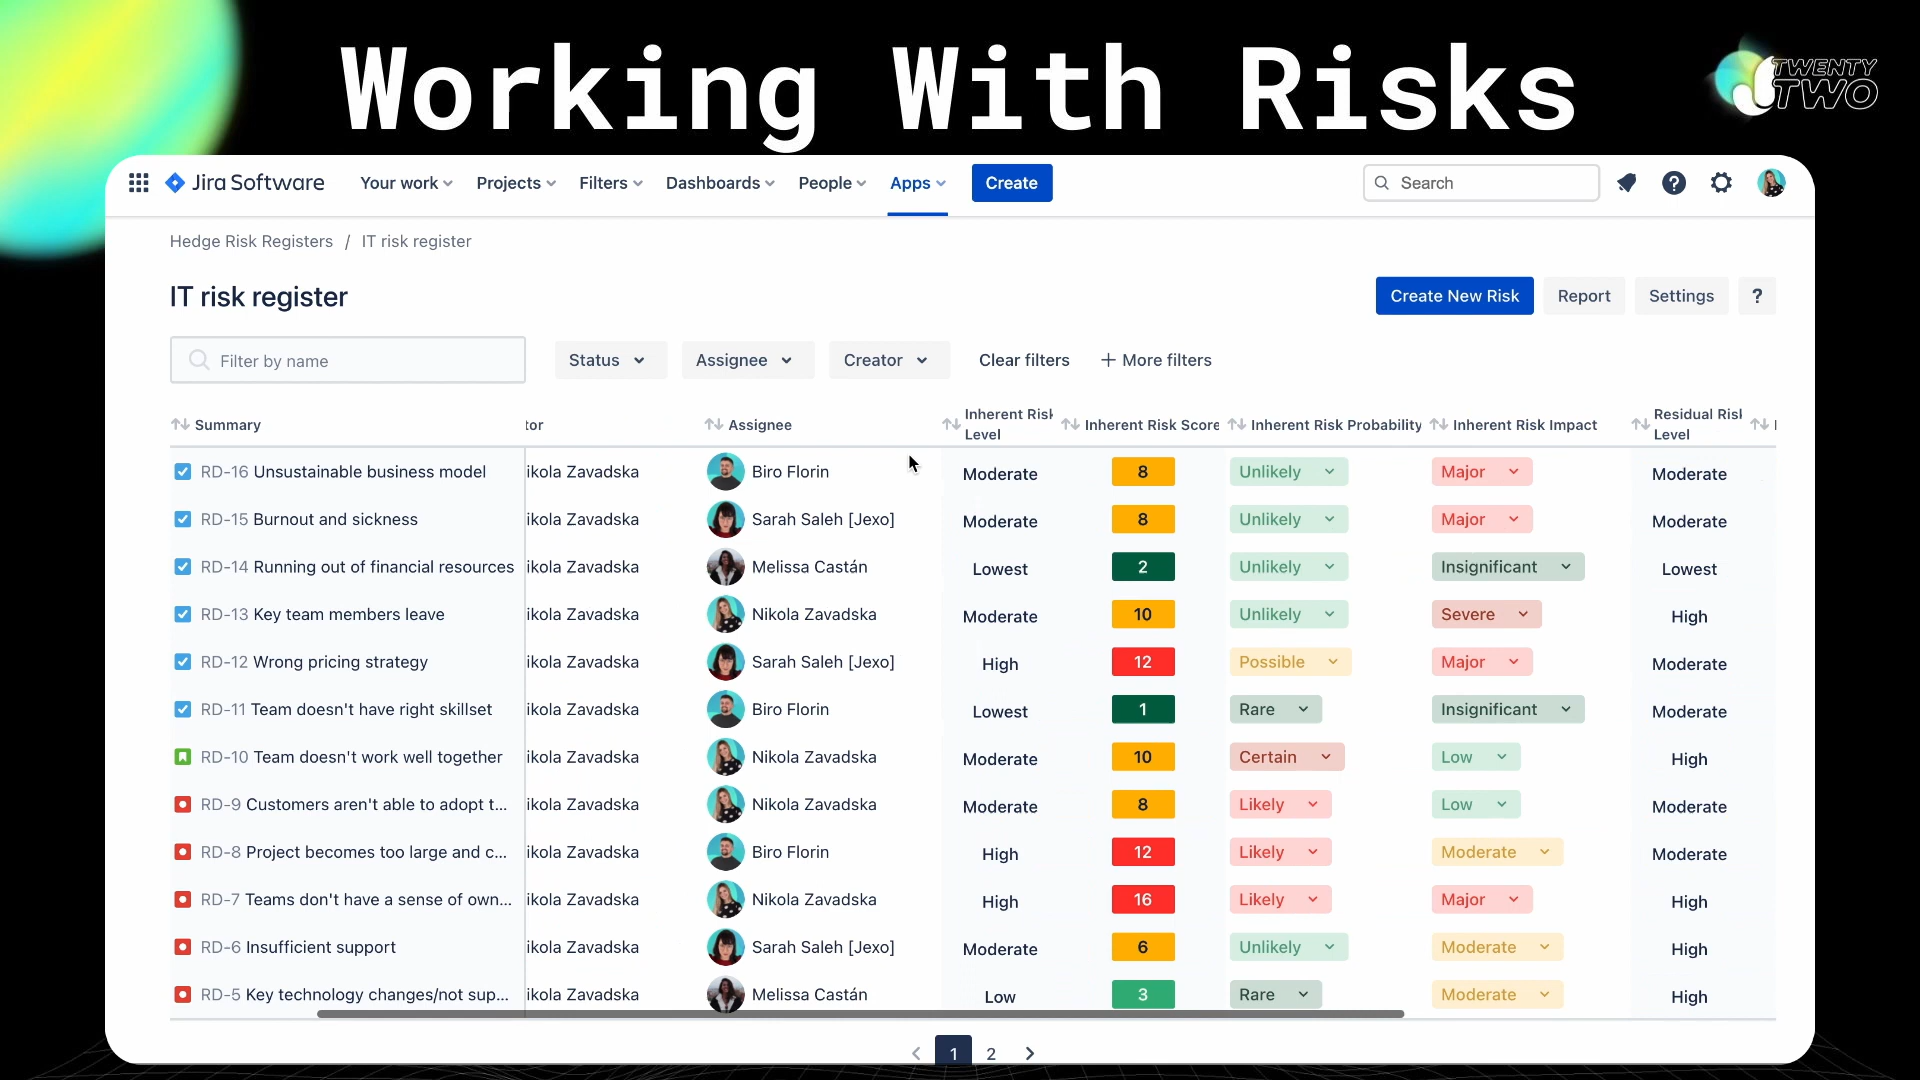 Working With Risks
TWENTY
TWO
Jira Software Your work Projects Filters Dashboards People Apps Create Search
Hedge Risk Registers / IT risk register
IT risk register Create New Risk Report Settings ?
Filter by name Status Assignee Creator Clear filters + More filters
Summary tor Assignee Inherent Risk Level Inherent Risk Score Inherent Risk Probability Inherent Risk Impact Residual Risk Level
RD-16 Unsustainable business model ikola Zavadska Biro Florin Moderate 8 Unlikely Major Moderate
RD-15 Burnout and sickness ikola Zavadska Sarah Saleh [Jexo] Moderate 8 Unlikely Major Moderate
RD-14 Running out of financial resources ikola Zavadska Melissa Castán Lowest 2 Unlikely Insignificant Lowest
RD-13 Key team members leave ikola Zavadska Nikola Zavadska Moderate 10 Unlikely Severe High
RD-12 Wrong pricing strategy ikola Zavadska Sarah Saleh [Jexo] High 12 Possible Major Moderate
RD-11 Team doesn't have right skillset ikola Zavadska Biro Florin Lowest 1 Rare Insignificant Moderate
RD-10 Team doesn't work well together ikola Zavadska Nikola Zavadska Moderate 10 Certain Low High
RD-9 Customers aren't able to adopt t... ikola Zavadska Nikola Zavadska Moderate 8 Likely Low Moderate
RD-8 Project becomes too large and c... ikola Zavadska Biro Florin High 12 Likely Moderate Moderate
RD-7 Teams don't have a sense of own... ikola Zavadska Nikola Zavadska High 16 Likely Major High
RD-6 Insufficient support ikola Zavadska Sarah Saleh [Jexo] Moderate 6 Unlikely Moderate High
RD-5 Key technology changes/not sup... ikola Zavadska Melissa Castán Low 3 Rare Moderate High
1 2